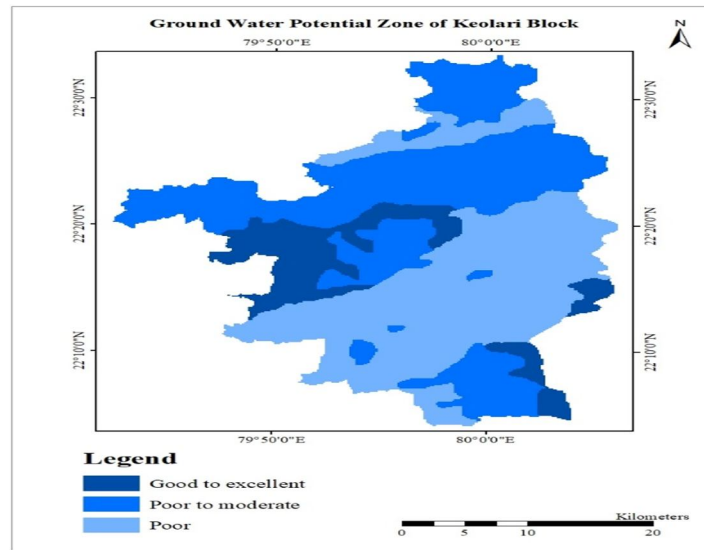 Ground Water Potential Zone of Keolari Block
N
79°50'0"E 80°0'0"E
22°30'0"N 22°30'0"N
22°20'0"N 22°20'0"N
22°10'0"N 22°10'0"N
79°50'0"E 80°0'0"E
Legend
Good to excellent
Poor to moderate
Poor
Kilometers
0 5 10 20